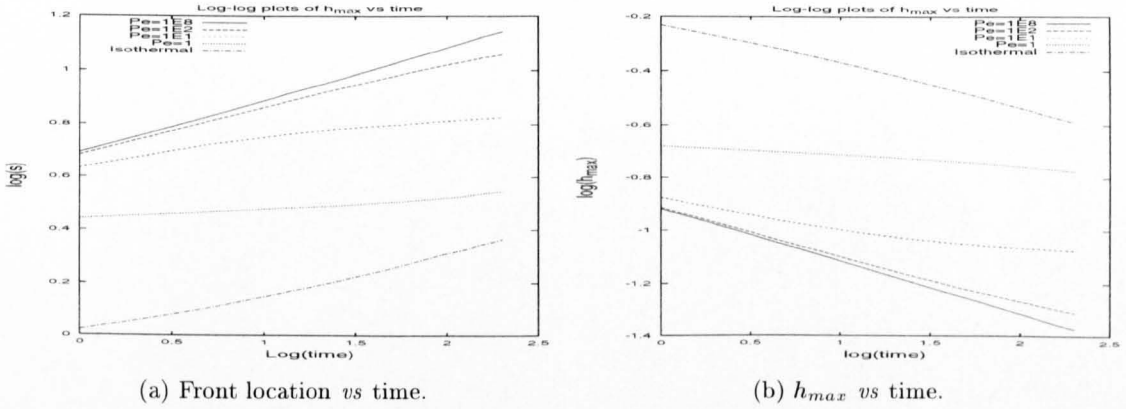 Log-log plots of hmax vs time
Pe=1E8
Pe=1E2
Pe=1E1
Pe=1
Isothermal
1.2
1
0.8
0.6
0.4
0.2
0
log(s)
0
0.5
1
1.5
2
2.5
Log(time)
(a) Front location vs time.
Log-log plots of hmax vs time
Pe=1E8
Pe=1E2
Pe=1E1
Pe=1
Isothermal
-0.2
-0.4
-0.6
-0.8
-1
-1.2
-1.4
log(hmax)
0
0.5
1
1.5
2
2.5
log(time)
(b) hmax vs time.